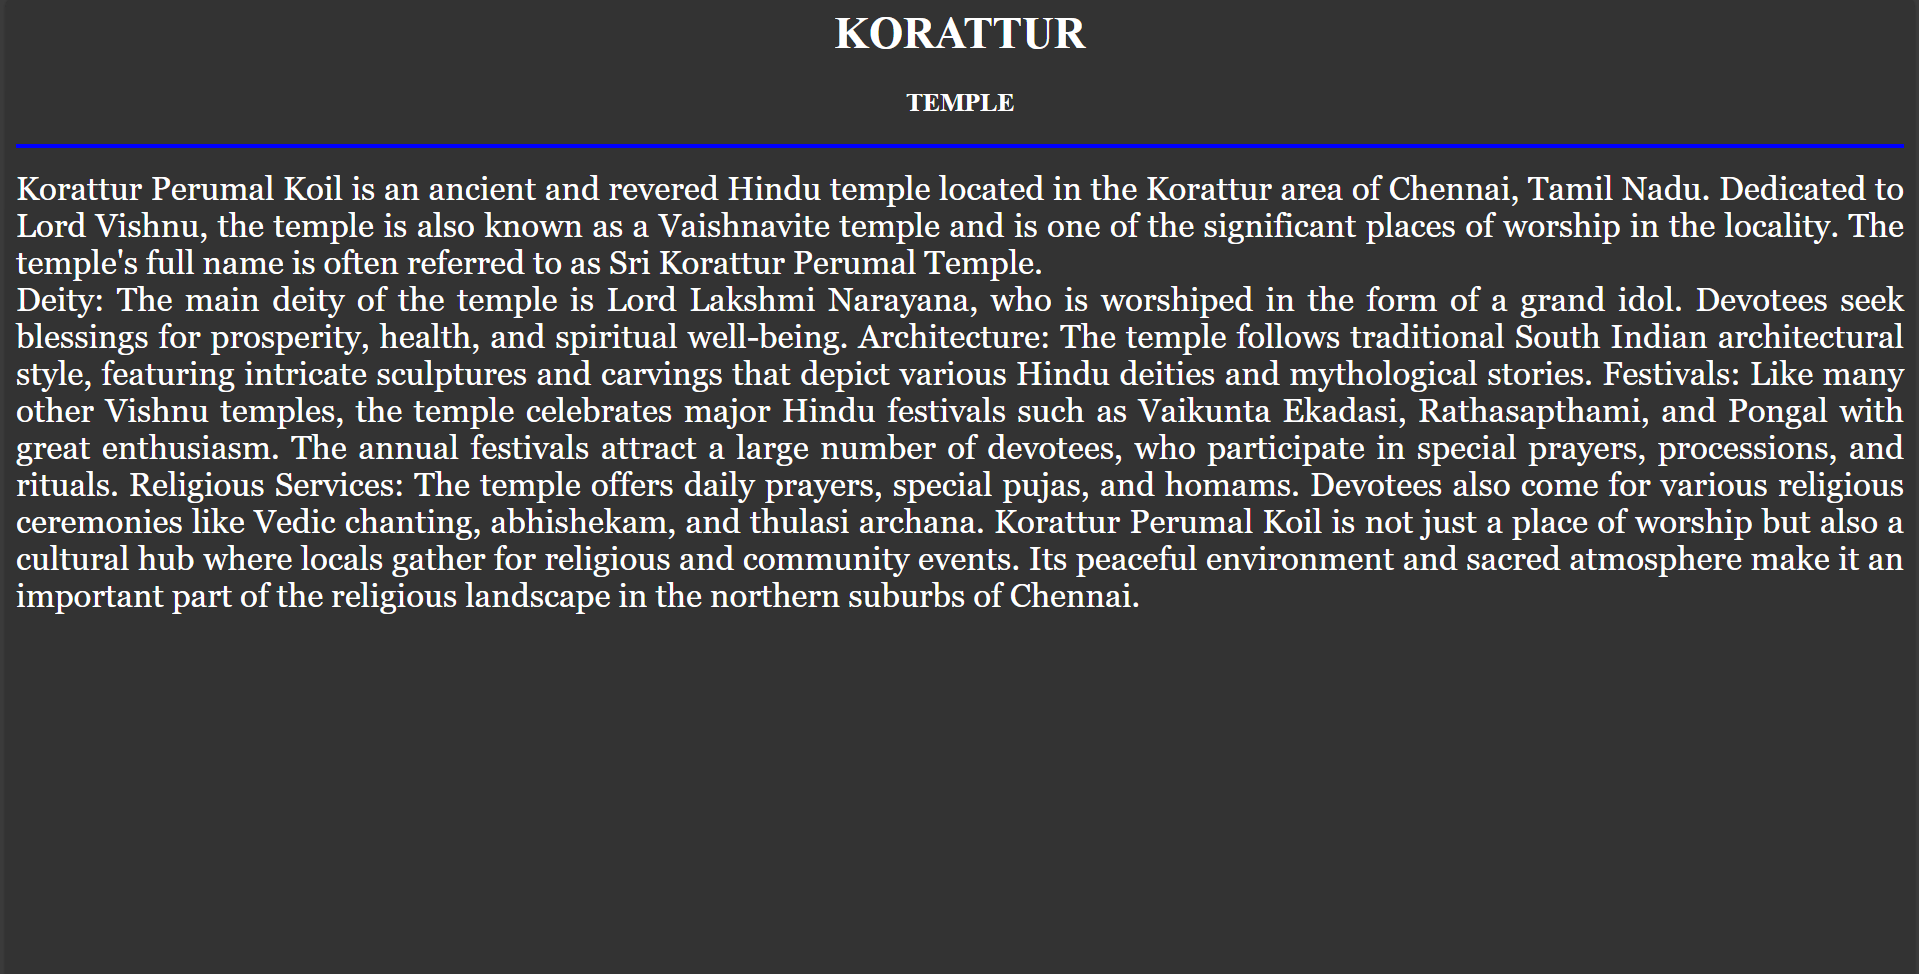 KORATTUR
TEMPLE
Korattur Perumal Koil is an ancient and revered Hindu temple located in the Korattur area of Chennai, Tamil Nadu. Dedicated to
Lord Vishnu, the temple is also known as a Vaishnavite temple and is one of the significant places of worship in the locality. The
temple's full name is often referred to as Sri Korattur Perumal Temple.
Deity: The main deity of the temple is Lord Lakshmi Narayana, who is worshiped in the form of a grand idol. Devotees seek
blessings for prosperity, health, and spiritual well-being. Architecture: The temple follows traditional South Indian architectural
style, featuring intricate sculptures and carvings that depict various Hindu deities and mythological stories. Festivals: Like many
other Vishnu temples, the temple celebrates major Hindu festivals such as Vaikunta Ekadasi, Rathasapthami, and Pongal with
great enthusiasm. The annual festivals attract a large number of devotees, who participate in special prayers, processions, and
rituals. Religious Services: The temple offers daily prayers, special pujas, and homams. Devotees also come for various religious
ceremonies like Vedic chanting, abhishekam, and thulasi archana. Korattur Perumal Koil is not just a place of worship but also a
cultural hub where locals gather for religious and community events. Its peaceful environment and sacred atmosphere make it an
important part of the religious landscape in the northern suburbs of Chennai.